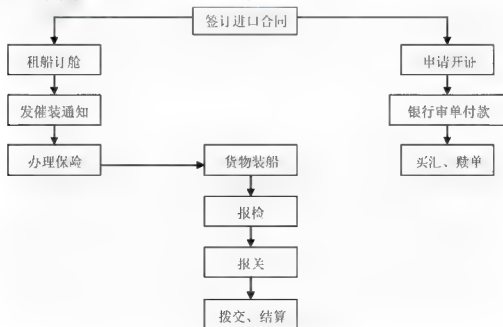 签订进口合同
租船订舱
申请开证
发催装通知
银行审单付款
办理保险
货物装船
买汇、赎单
报检
报关
拨交、结算